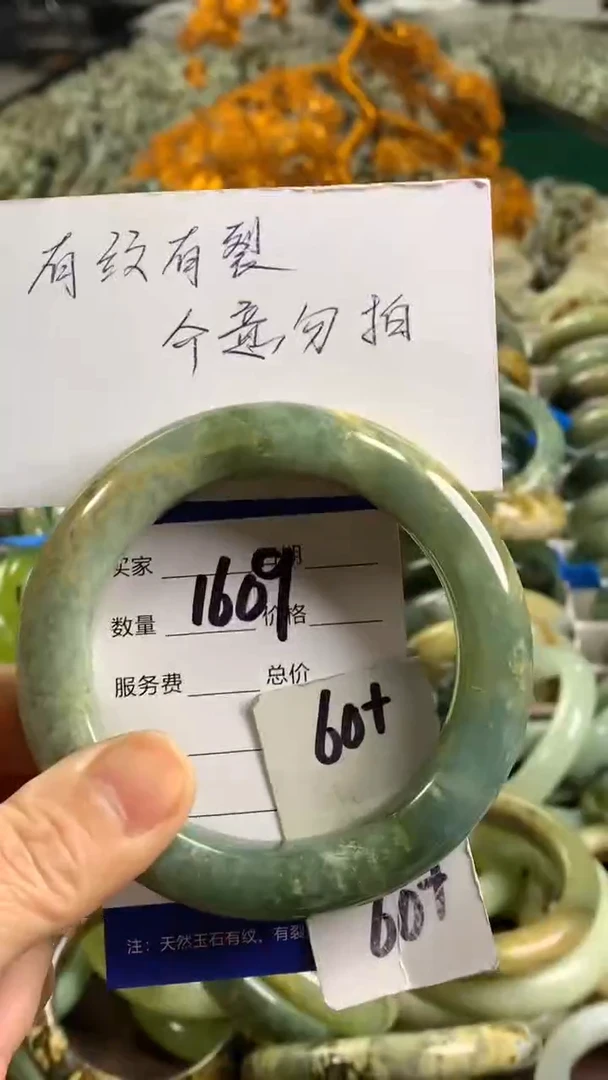 有纹有裂
介意勿拍
买家 日期
1609
数量 价格
服务费 总价
60+
60+
注：天然玉石有纹、有裂